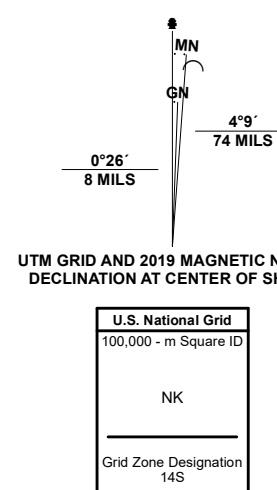 MN
GN
4°9´
74 MILS
0°26´
8 MILS
UTM GRID AND 2019 MAGNETIC N
DECLINATION AT CENTER OF SH
U.S. National Grid
100,000 - m Square ID
NK
Grid Zone Designation
14S